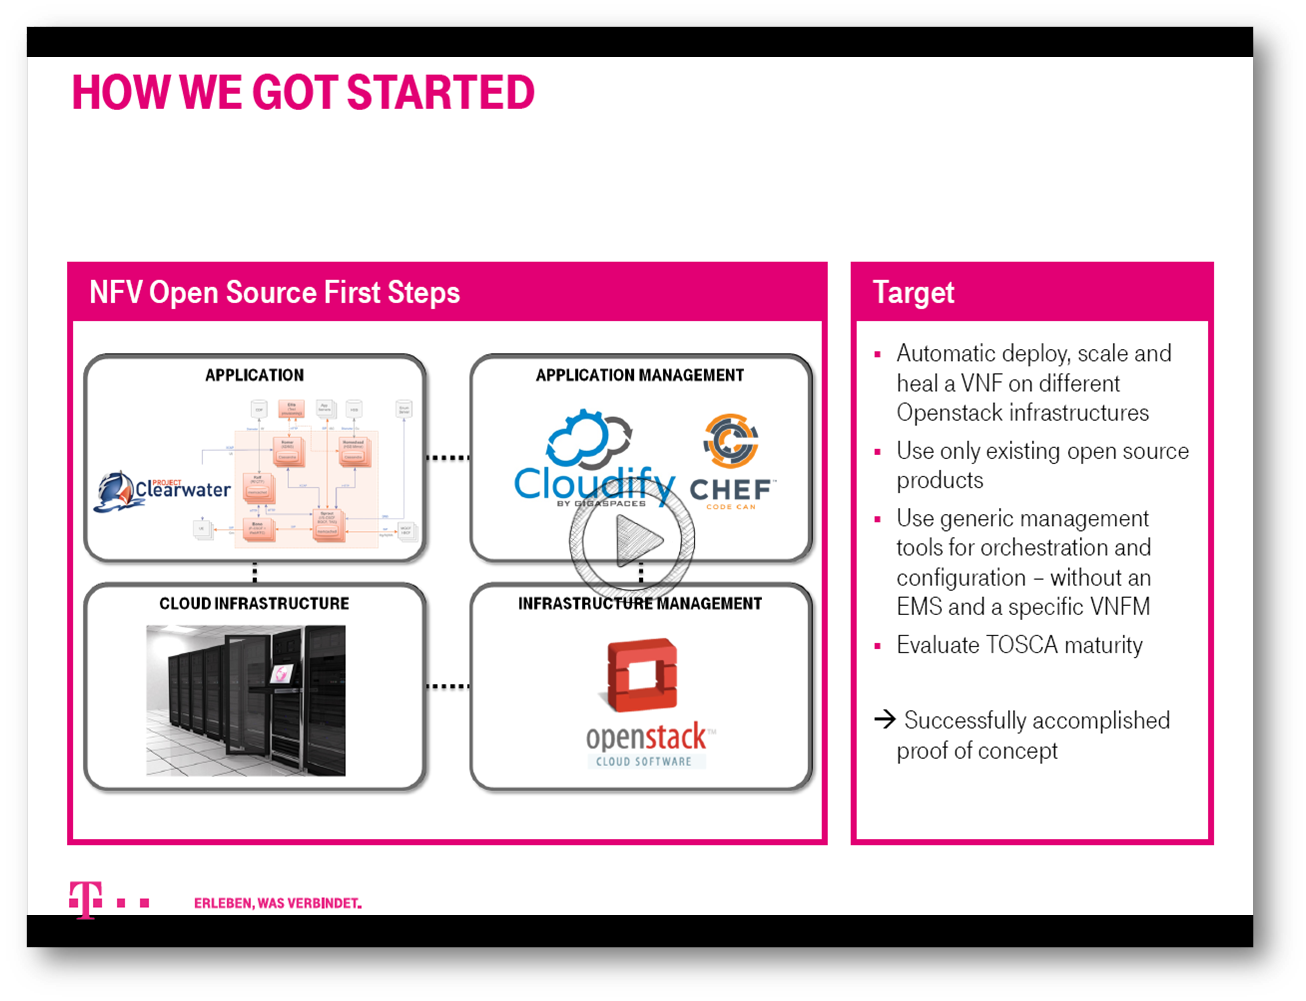 HOW WE GOT STARTED
NFV Open Source First Steps
APPLICATION
PROJECT
Clearwater
APPLICATION MANAGEMENT
Cloudify
BY GIGASPACES
CHEF™
CODE CAN
CLOUD INFRASTRUCTURE
INFRASTRUCTURE MANAGEMENT
openstack™
CLOUD SOFTWARE
Target
▪ Automatic deploy, scale and
heal a VNF on different
Openstack infrastructures
▪ Use only existing open source
products
▪ Use generic management
tools for orchestration and
configuration – without an
EMS and a specific VNFM
▪ Evaluate TOSCA maturity
→ Successfully accomplished
proof of concept
T
ERLEBEN, WAS VERBINDET.